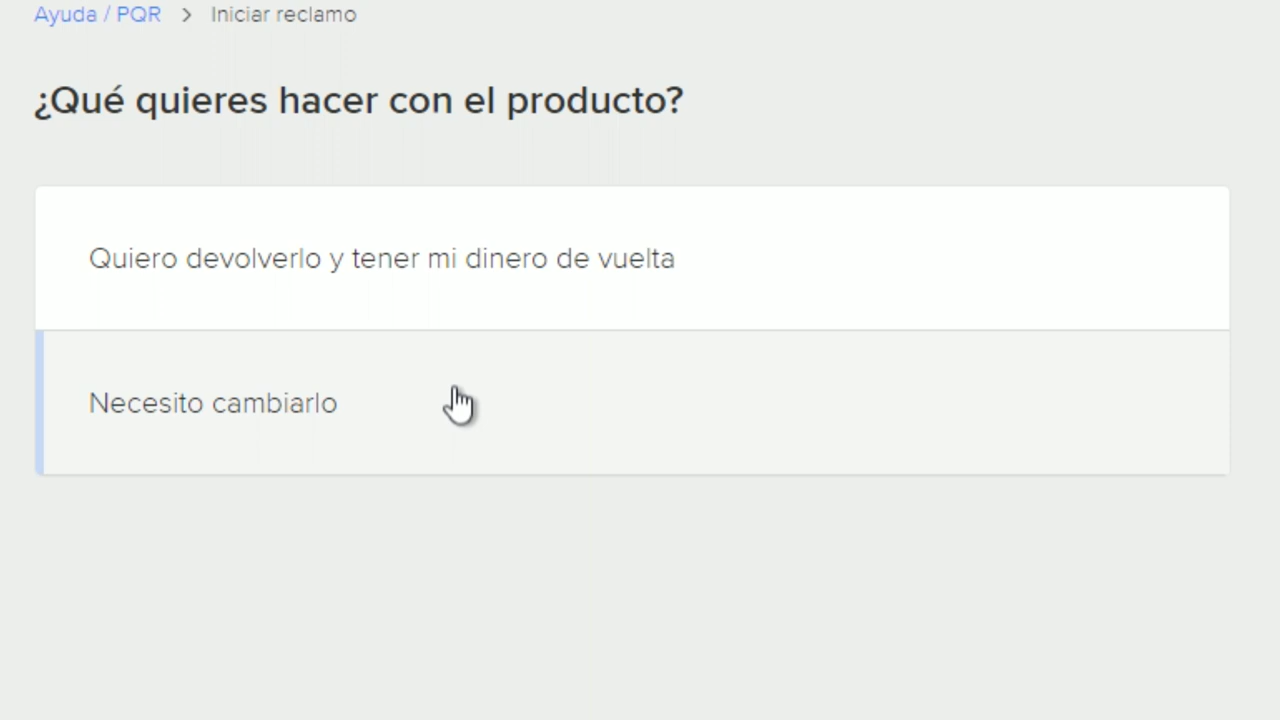 Ayuda / PQR > Iniciar reclamo
¿Qué quieres hacer con el producto?
Quiero devolverlo y tener mi dinero de vuelta
Necesito cambiarlo